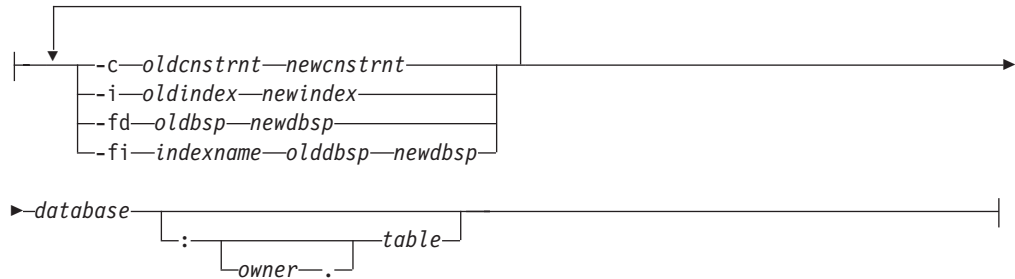 -c oldcnstrnt newcnstrnt
-i oldindex newindex
-fd oldbsp newdbsp
-fi indexname olddbsp newdbsp
database
: table
owner .